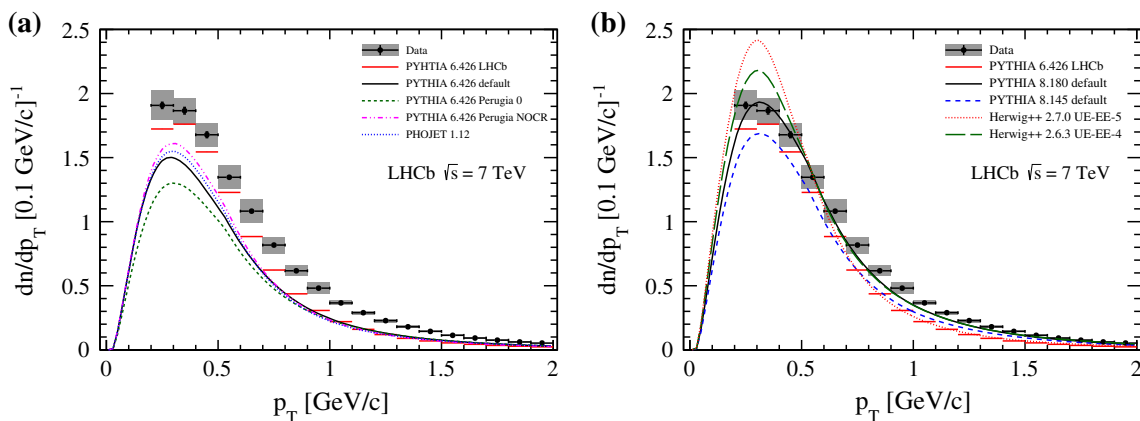 (a)
dn/dp_T [0.1 GeV/c]^-1
2.5
2
1.5
1
0.5
0
Data
PYHTIA 6.426 LHCb
PYTHIA 6.426 default
PYTHIA 6.426 Perugia 0
PYTHIA 6.426 Perugia NOCR
PHOJET 1.12
LHCb √s = 7 TeV
0 0.5 1 1.5 2
p_T [GeV/c]
(b)
dn/dp_T [0.1 GeV/c]^-1
2.5
2
1.5
1
0.5
0
Data
PYTHIA 6.426 LHCb
PYTHIA 8.180 default
PYTHIA 8.145 default
Herwig++ 2.7.0 UE-EE-5
Herwig++ 2.6.3 UE-EE-4
LHCb √s = 7 TeV
0 0.5 1 1.5 2
p_T [GeV/c]